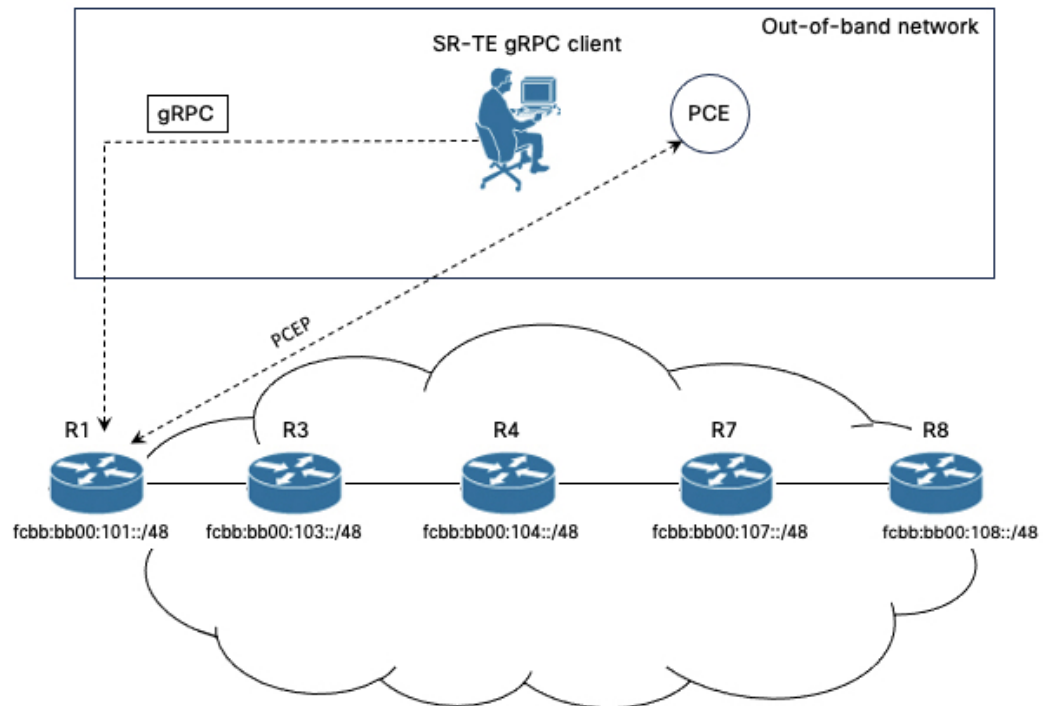 Out-of-band network
SR-TE gRPC client
gRPC
PCE
PCEP
R1
R3
R4
R7
R8
fcbb:bb00:101::/48
fcbb:bb00:103::/48
fcbb:bb00:104::/48
fcbb:bb00:107::/48
fcbb:bb00:108::/48